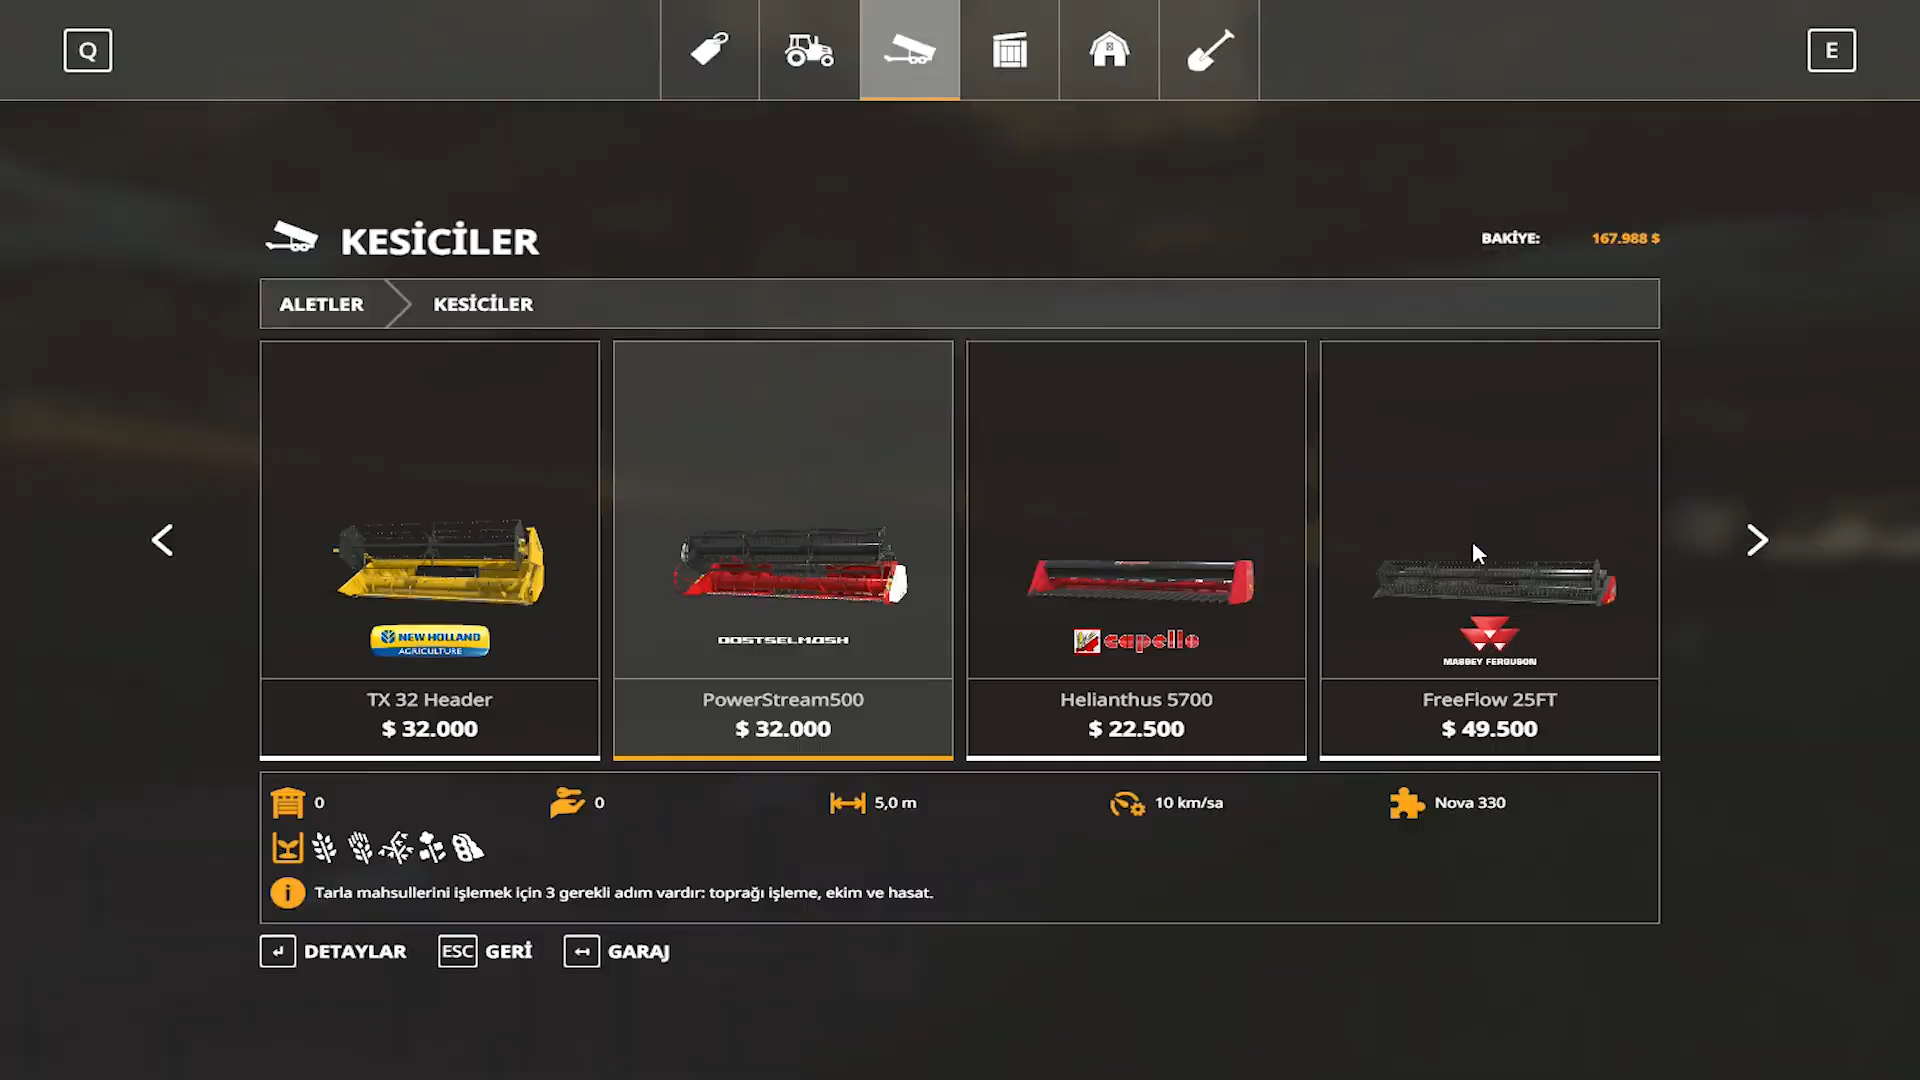 Q
E
KESİCİLER
BAKİYE: 167.988 $
ALETLER KESİCİLER
NEW HOLLAND
AGRICULTURE
TX 32 Header
$ 32.000
PowerStream500
$ 32.000
capello
Helianthus 5700
$ 22.500
MASSEY FERGUSON
FreeFlow 25FT
$ 49.500
0 0 5,0 m 10 km/sa Nova 330
Tarla mahsullerini işlemek için 3 gerekli adım vardır: toprağı işleme, ekim ve hasat.
DETAYLAR ESC GERİ GARAJ